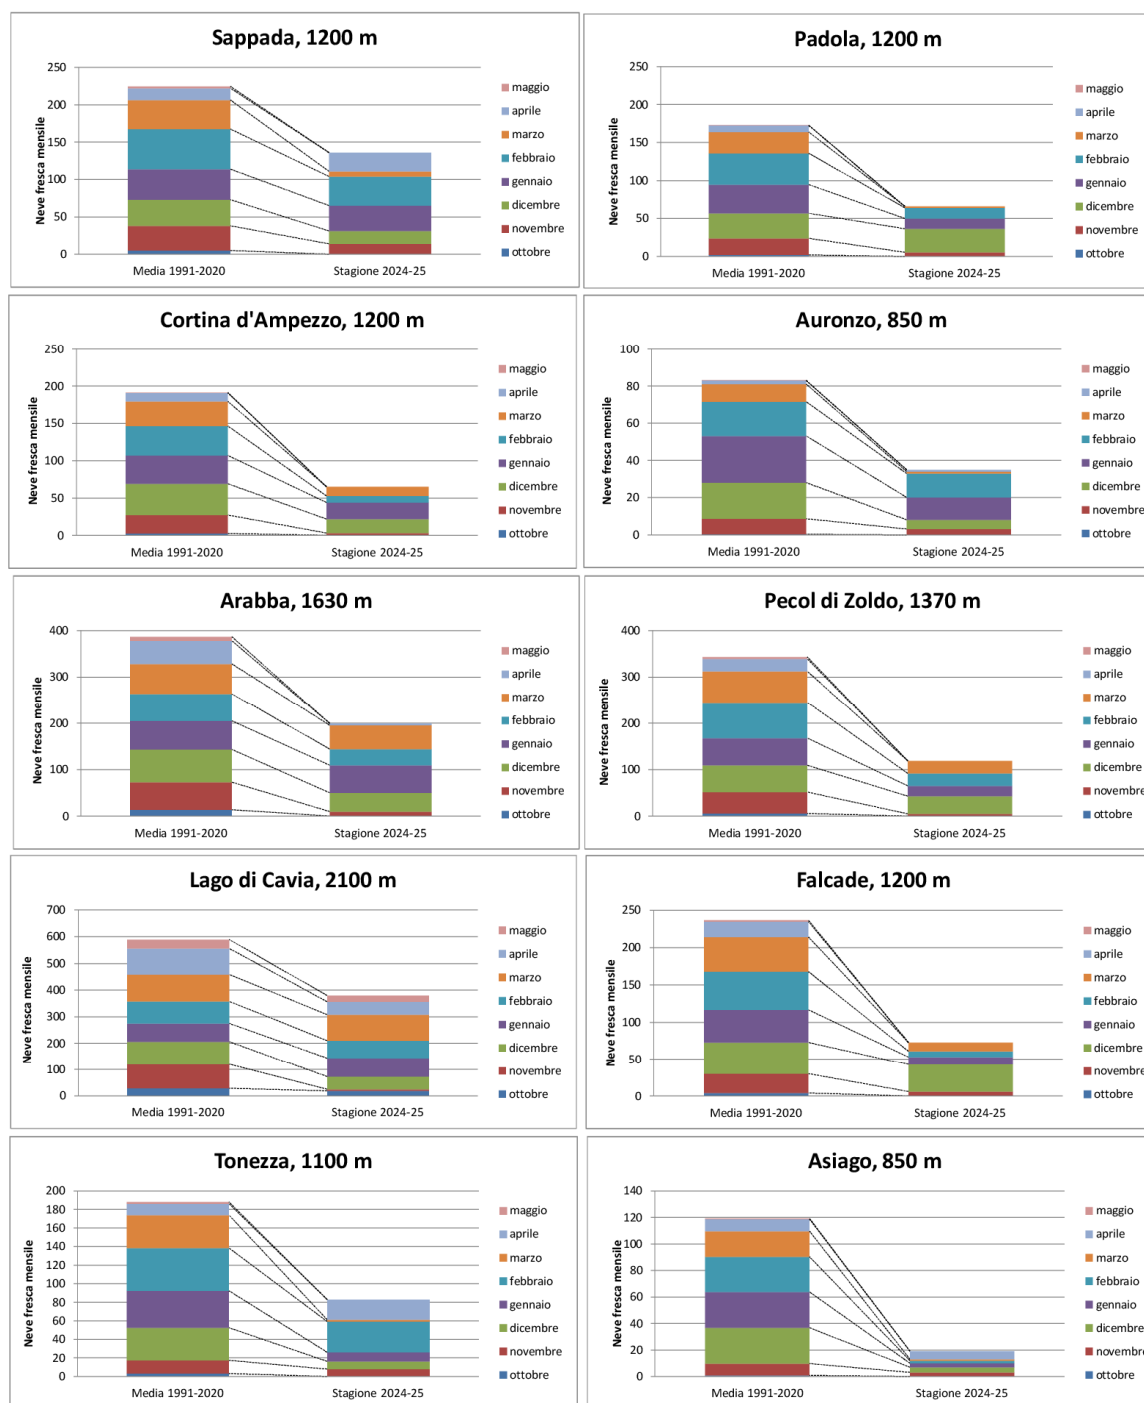 Sappada, 1200 m
Neve fresca mensile
250
200
150
100
50
0
Media 1991-2020
Stagione 2024-25
maggio
aprile
marzo
febbraio
gennaio
dicembre
novembre
ottobre
Padola, 1200 m
Neve fresca mensile
250
200
150
100
50
0
Media 1991-2020
Stagione 2024-25
maggio
aprile
marzo
febbraio
gennaio
dicembre
novembre
ottobre
Cortina d'Ampezzo, 1200 m
Neve fresca mensile
250
200
150
100
50
0
Media 1991-2020
Stagione 2024-25
maggio
aprile
marzo
febbraio
gennaio
dicembre
novembre
ottobre
Auronzo, 850 m
Neve fresca mensile
100
80
60
40
20
0
Media 1991-2020
Stagione 2024-25
maggio
aprile
marzo
febbraio
gennaio
dicembre
novembre
ottobre
Arabba, 1630 m
Neve fresca mensile
400
300
200
100
0
Media 1991-2020
Stagione 2024-25
maggio
aprile
marzo
febbraio
gennaio
dicembre
novembre
ottobre
Pecol di Zoldo, 1370 m
Neve fresca mensile
400
300
200
100
0
Media 1991-2020
Stagione 2024-25
maggio
aprile
marzo
febbraio
gennaio
dicembre
novembre
ottobre
Lago di Cavia, 2100 m
Neve fresca mensile
700
600
500
400
300
200
100
0
Media 1991-2020
Stagione 2024-25
maggio
aprile
marzo
febbraio
gennaio
dicembre
novembre
ottobre
Falcade, 1200 m
Neve fresca mensile
250
200
150
100
50
0
Media 1991-2020
Stagione 2024-25
maggio
aprile
marzo
febbraio
gennaio
dicembre
novembre
ottobre
Tonezza, 1100 m
Neve fresca mensile
200
180
160
140
120
100
80
60
40
20
0
Media 1991-2020
Stagione 2024-25
maggio
aprile
marzo
febbraio
gennaio
dicembre
novembre
ottobre
Asiago, 850 m
Neve fresca mensile
140
120
100
80
60
40
20
0
Media 1991-2020
Stagione 2024-25
maggio
aprile
marzo
febbraio
gennaio
dicembre
novembre
ottobre